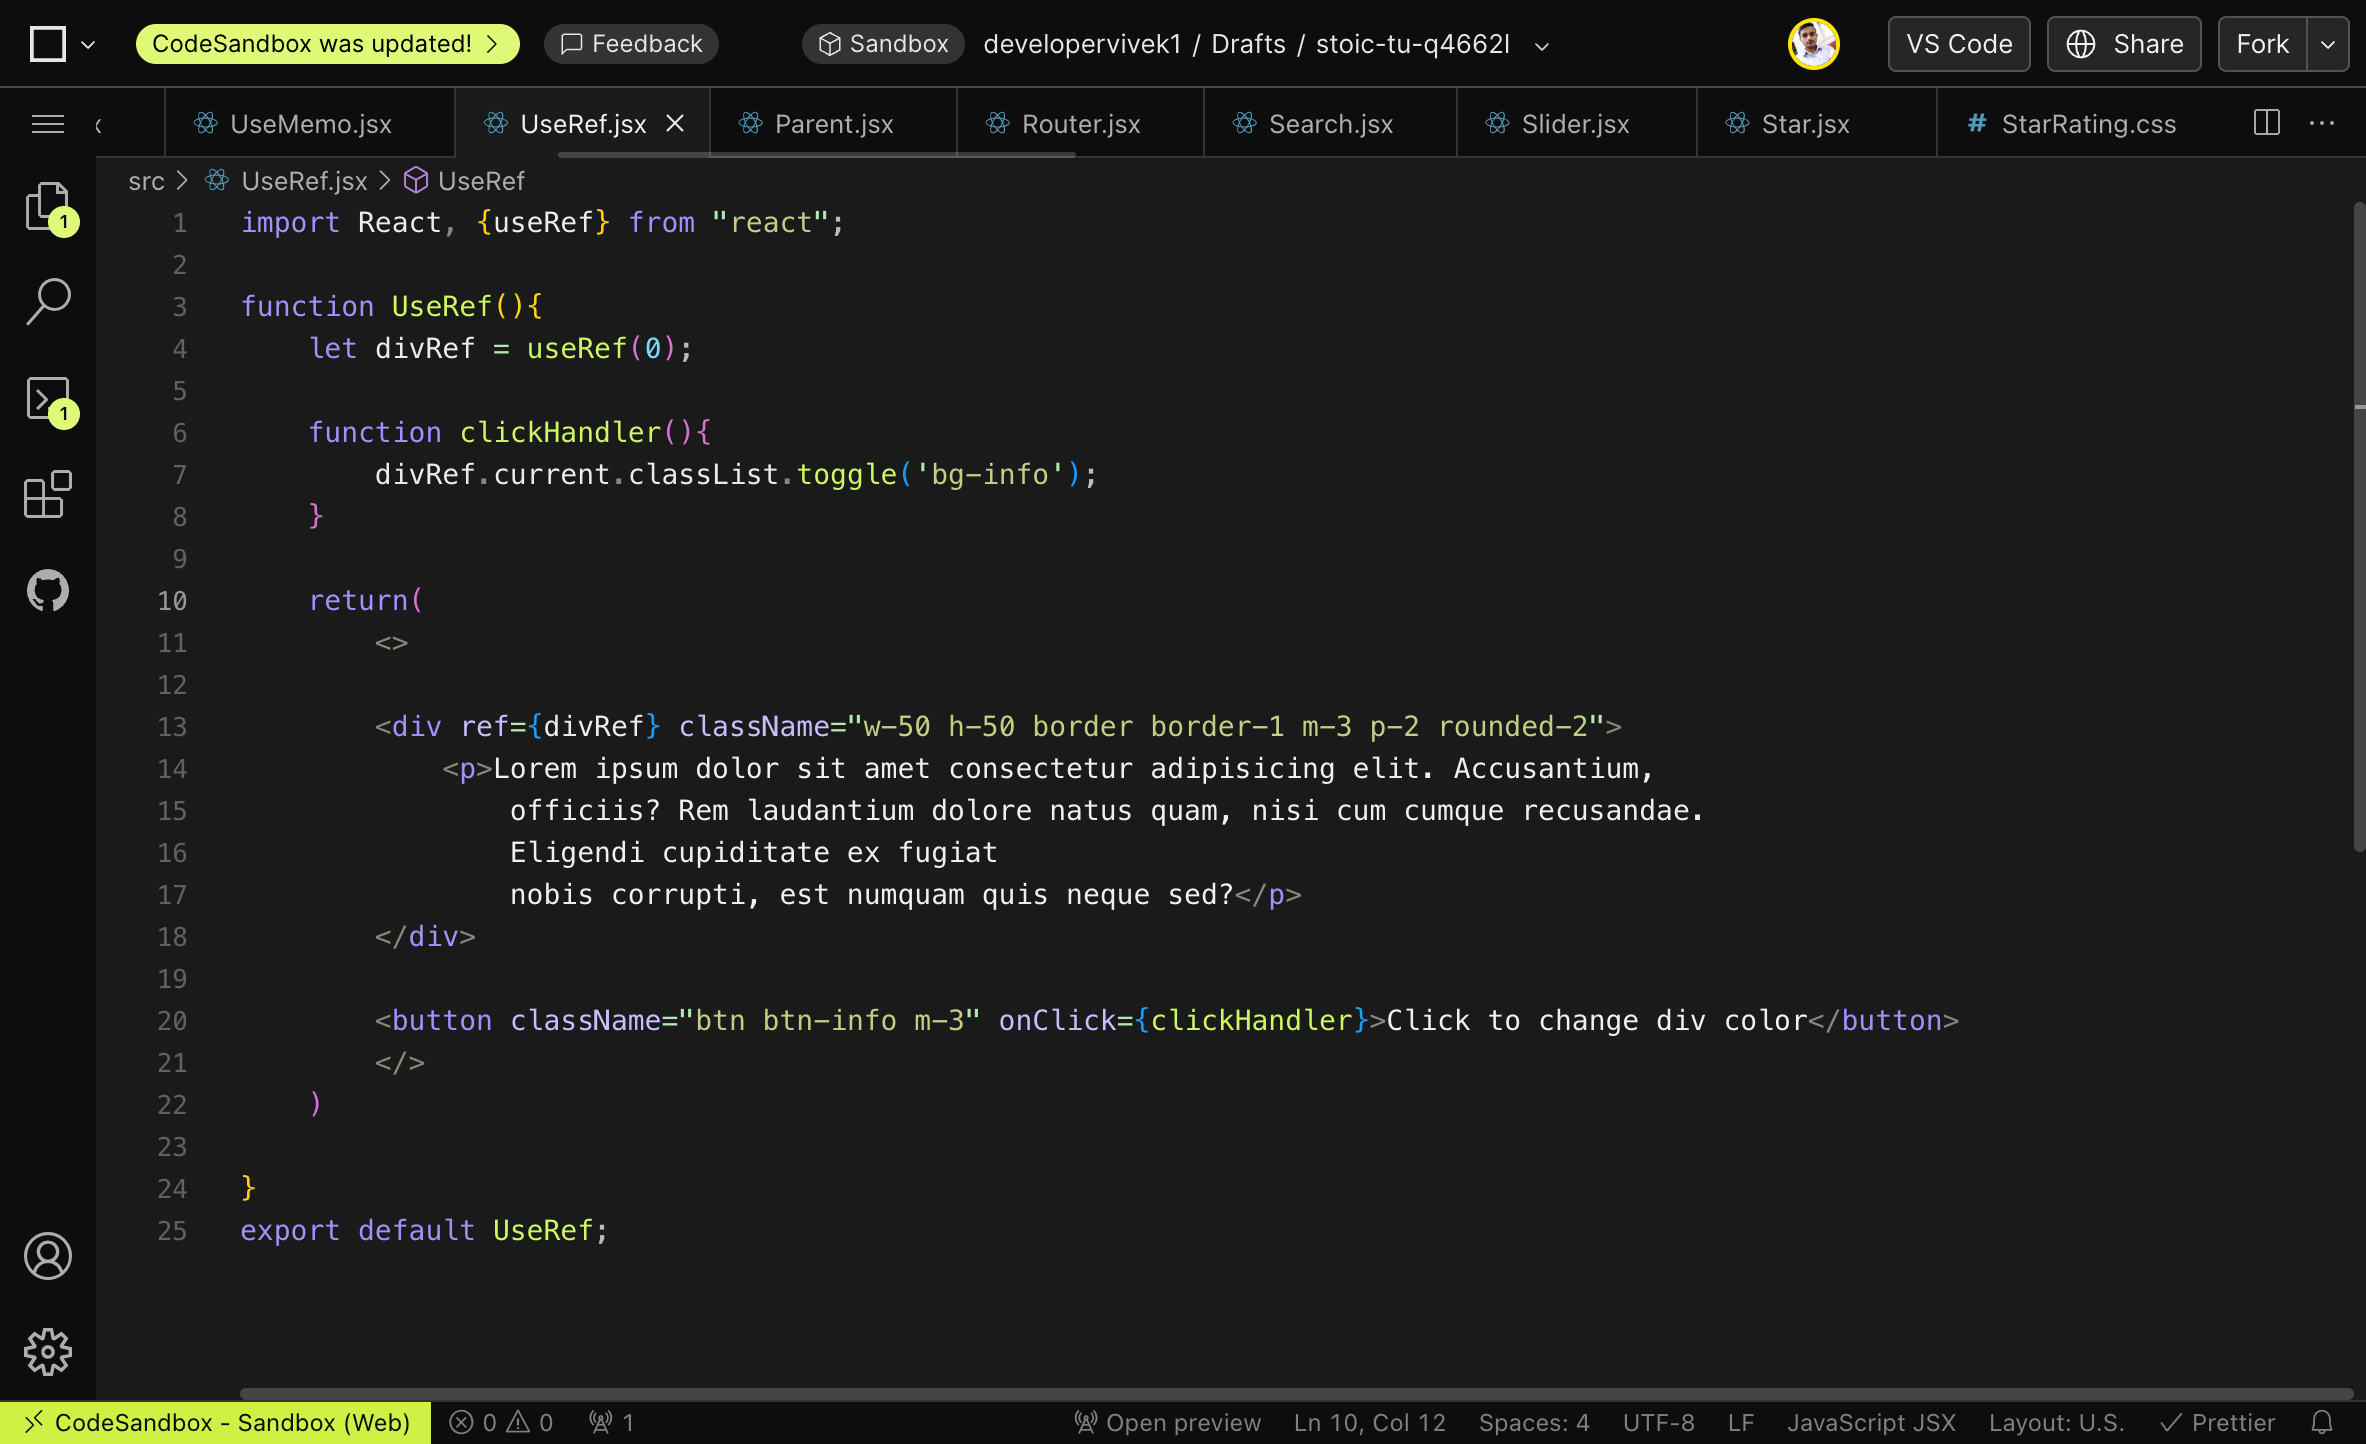 CodeSandbox was updated! Feedback Sandbox developervivek1 / Drafts / stoic-tu-q4662l VS Code Share Fork
UseMemo.jsx UseRef.jsx Parent.jsx Router.jsx Search.jsx Slider.jsx Star.jsx # StarRating.css
src > UseRef.jsx > UseRef
1 import React, {useRef} from "react";
2
3 function UseRef(){
4 let divRef = useRef(0);
5
6 function clickHandler(){
7 divRef.current.classList.toggle('bg-info');
8 }
9
10 return(
11 <>
12
13 <div ref={divRef} className="w-50 h-50 border border-1 m-3 p-2 rounded-2">
14 <p>Lorem ipsum dolor sit amet consectetur adipisicing elit. Accusantium,
15 officiis? Rem laudantium dolore natus quam, nisi cum cumque recusandae.
16 Eligendi cupiditate ex fugiat
17 nobis corrupti, est numquam quis neque sed?</p>
18 </div>
19
20 <button className="btn btn-info m-3" onClick={clickHandler}>Click to change div color</button>
21 </>
22 )
23
24 }
25 export default UseRef;
1
1
CodeSandbox - Sandbox (Web) 0 0 1 Open preview Ln 10, Col 12 Spaces: 4 UTF-8 LF JavaScript JSX Layout: U.S. Prettier